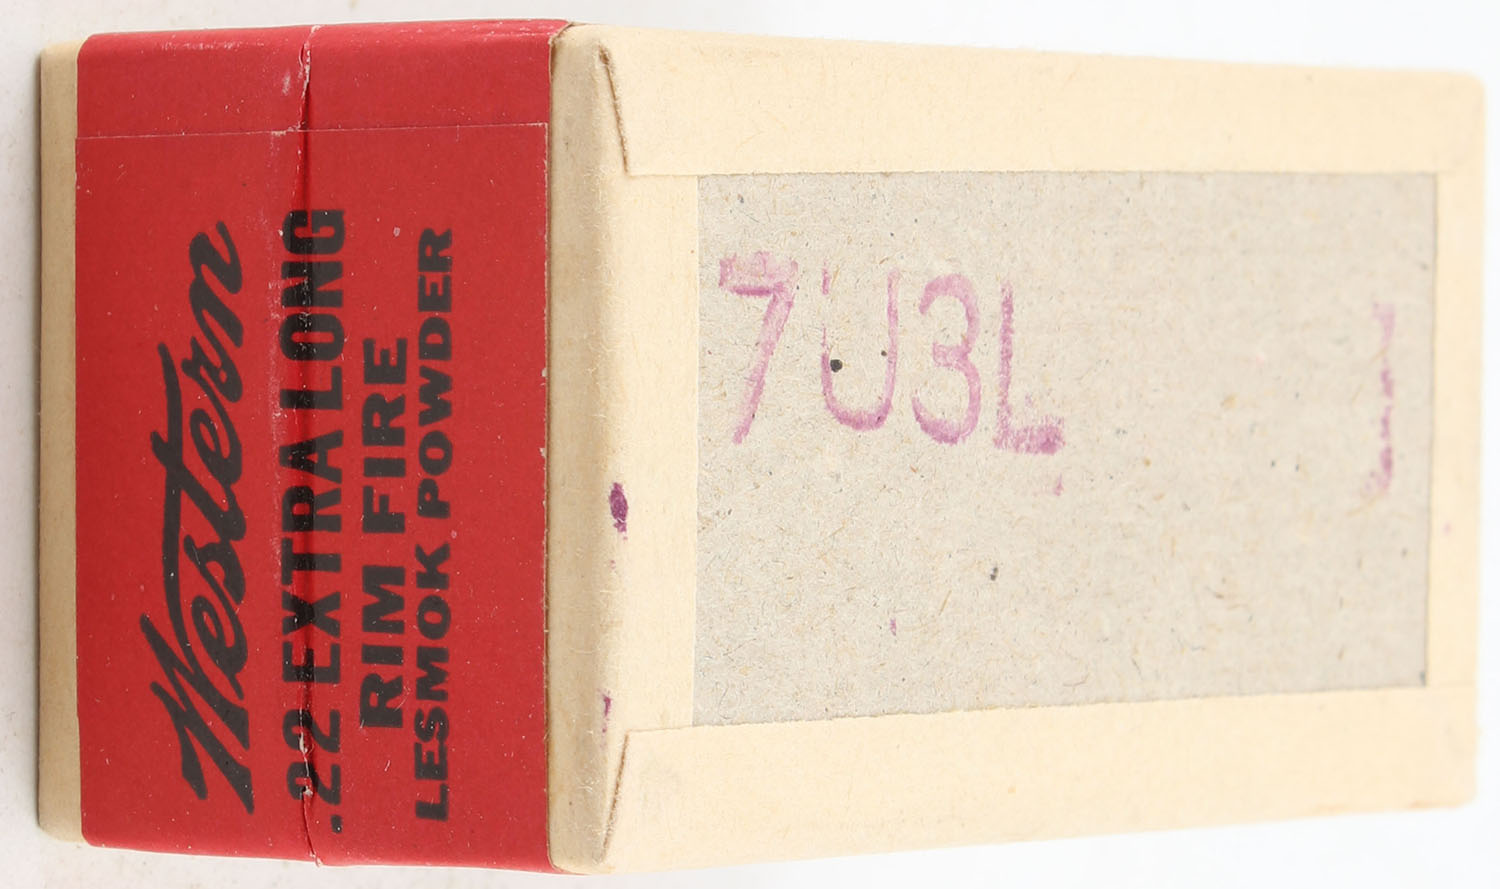 Western
.22 EXTRA LONG
RIM FIRE
LESMOK POWDER
7U3L